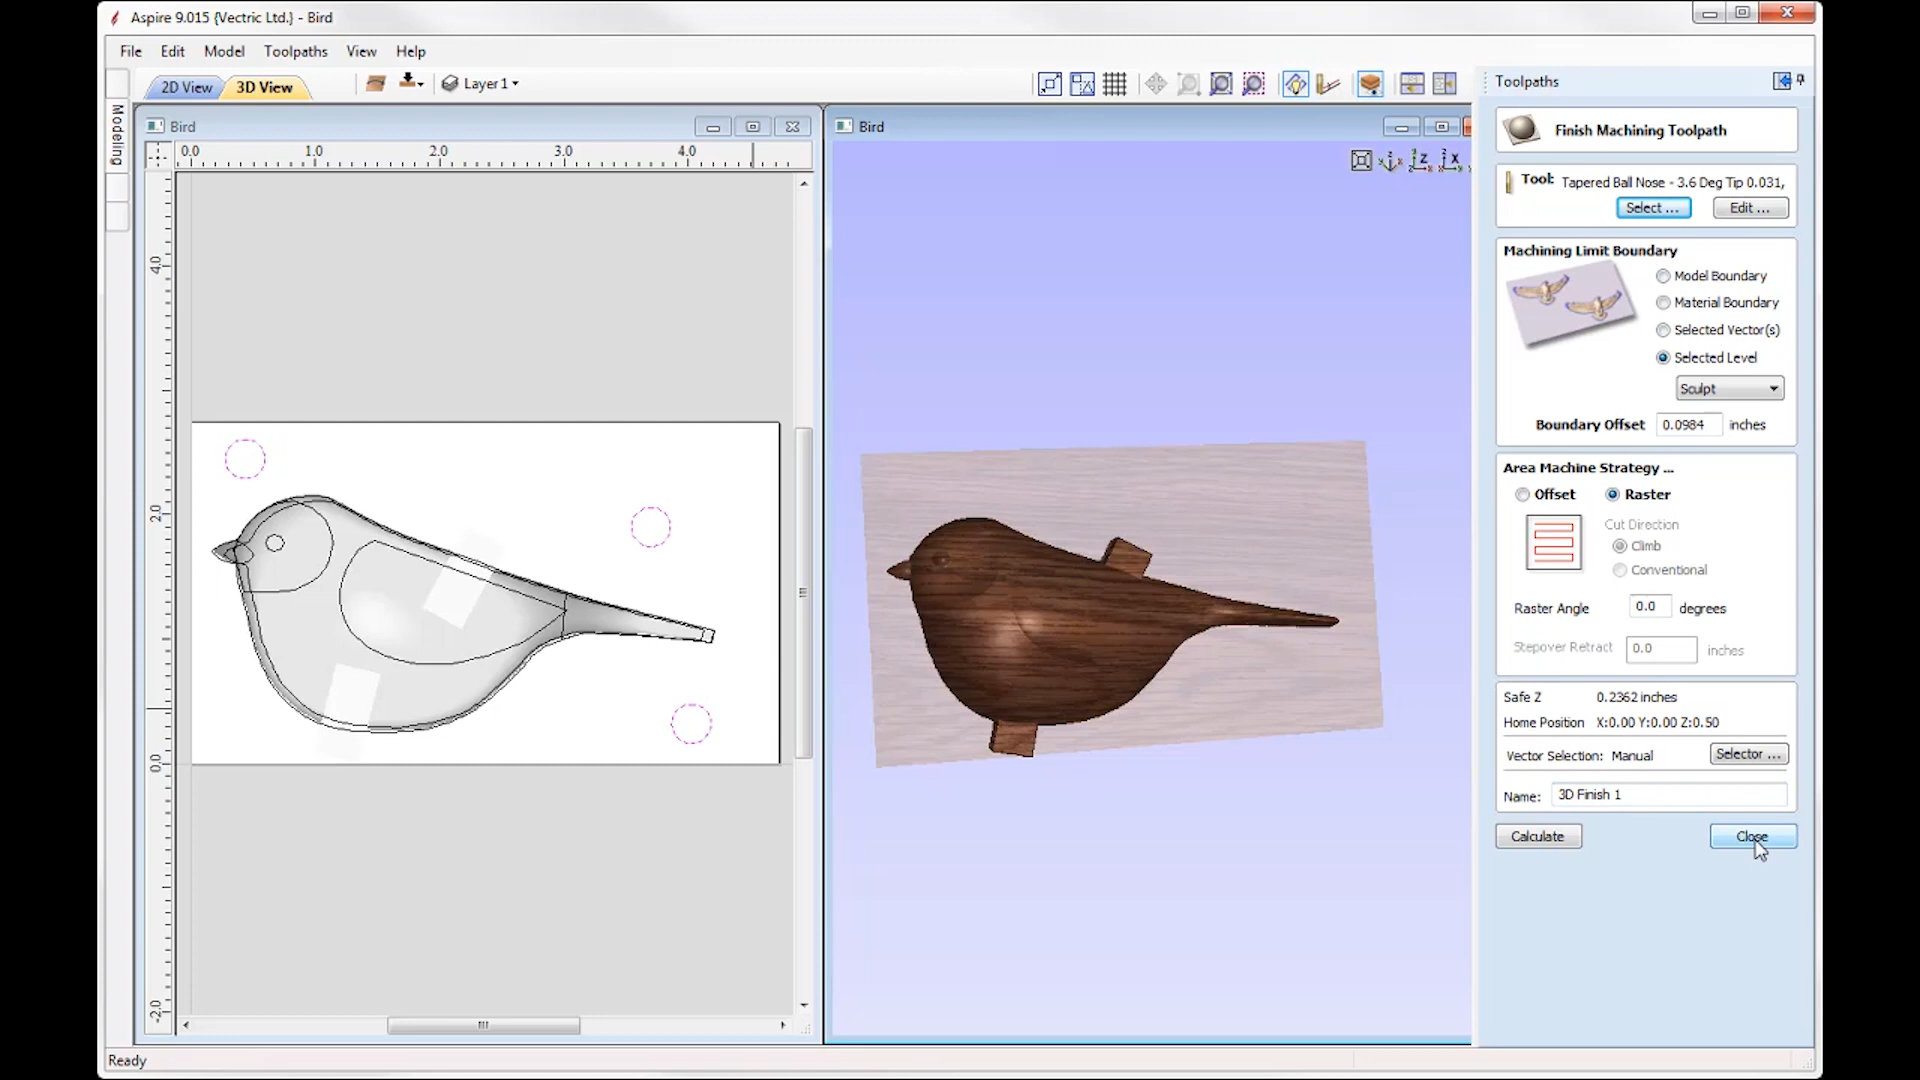 Aspire 9.015 {Vectric Ltd.} - Bird
File Edit Model Toolpaths View Help
2D View 3D View Layer1
Toolpaths
Modeling
Bird
Bird
0.0 1.0 2.0 3.0 4.0
4.0
2.0
0.0
-2.0
Finish Machining Toolpath
Tool: Tapered Ball Nose - 3.6 Deg Tip 0.031,
Select ... Edit ...
Machining Limit Boundary
Model Boundary
Material Boundary
Selected Vector(s)
Selected Level
Sculpt
Boundary Offset 0.0984 inches
Area Machine Strategy ...
Offset Raster
Cut Direction
Climb
Conventional
Raster Angle 0.0 degrees
Stepover Retract 0.0 inches
Safe Z 0.2362 inches
Home Position X:0.00 Y:0.00 Z:0.50
Vector Selection: Manual Selector ...
Name: 3D Finish 1
Calculate Close
Ready